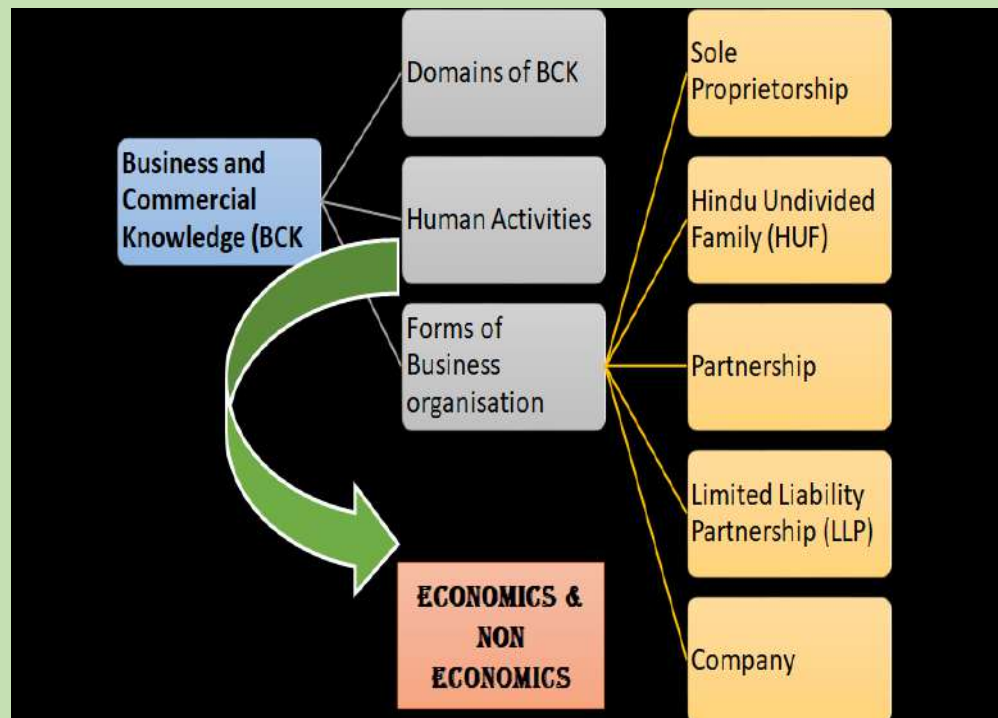 Business and
Commercial
Knowledge (BCK
Domains of BCK
Human Activities
Forms of
Business
organisation
Sole
Proprietorship
Hindu Undivided
Family (HUF)
Partnership
Limited Liability
Partnership (LLP)
Company
ECONOMICS &
NON
ECONOMICS